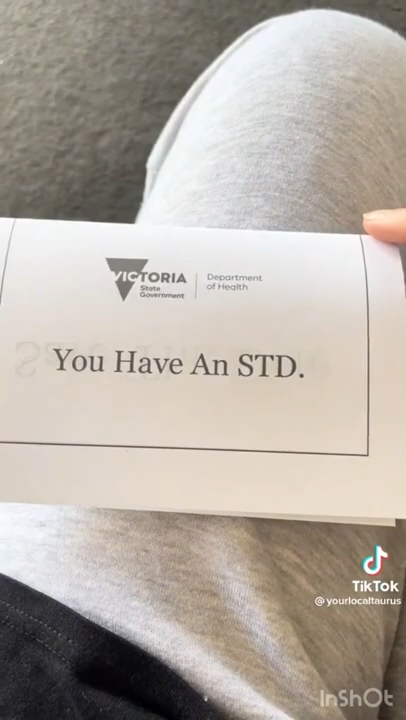 VICTORIA
State
Government
Department
of Health
You Have An STD.
TikTok
@yourlocaltaurus
InShOt